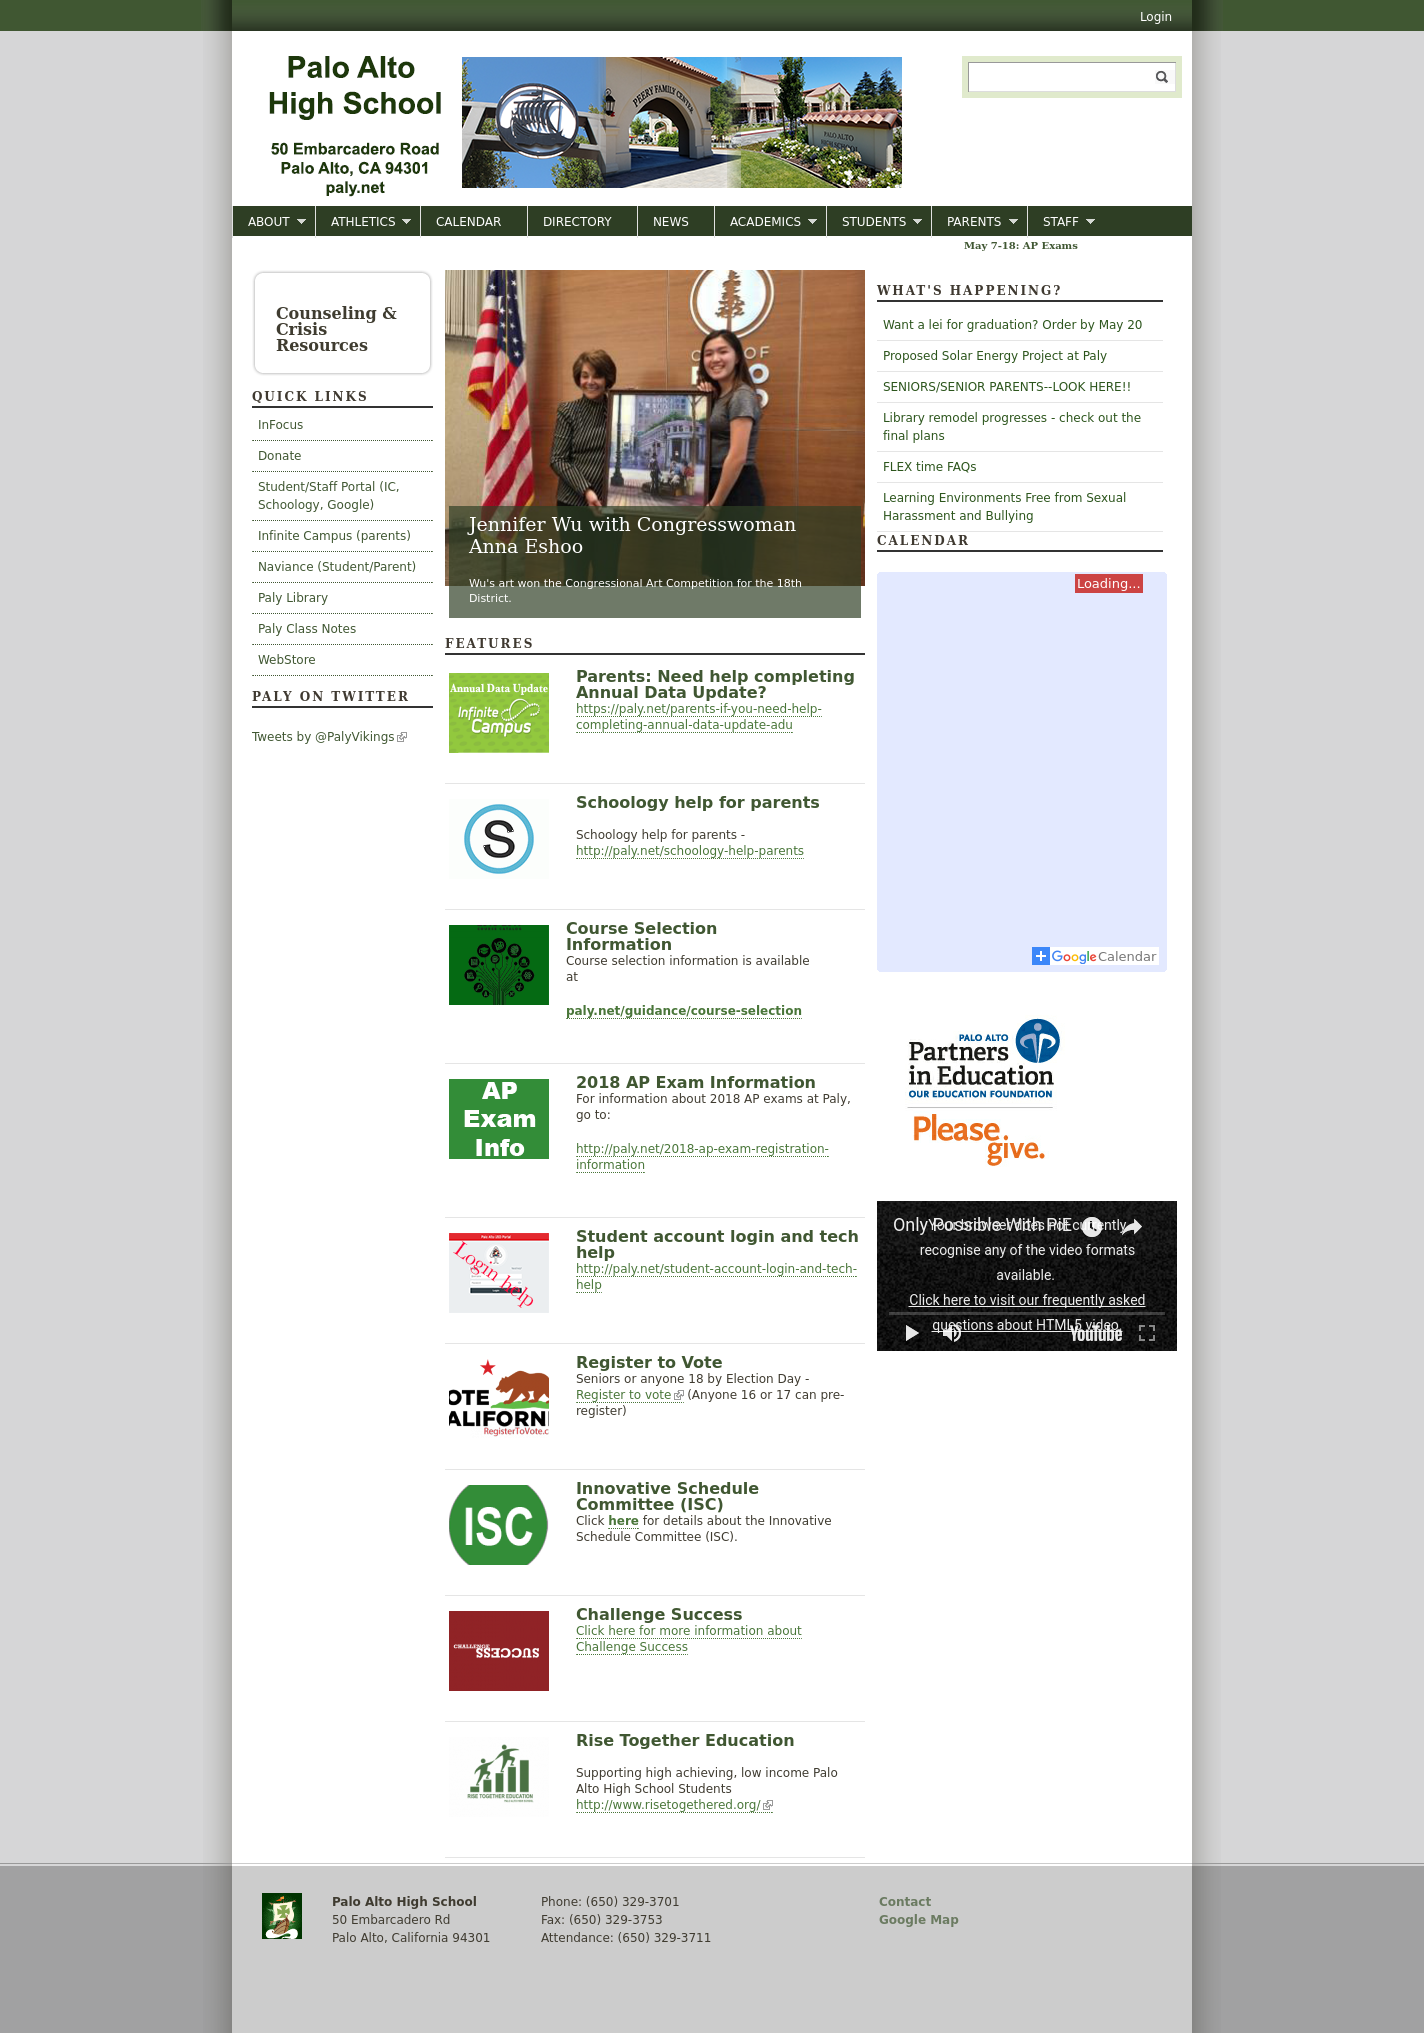 Login
Palo Alto
High School
50 Embarcadero Road
Palo Alto, CA 94301
paly.net
PEERY FAMILY CENTER
PALO ALTO
HIGH SCHOOL
ABOUT
ATHLETICS
CALENDAR
DIRECTORY
NEWS
ACADEMICS
STUDENTS
PARENTS
STAFF
May 7-18: AP Exams
Counseling &
Crisis
Resources
QUICK LINKS
InFocus
Donate
Student/Staff Portal (IC,
Schoology, Google)
Infinite Campus (parents)
Naviance (Student/Parent)
Paly Library
Paly Class Notes
WebStore
PALY ON TWITTER
Tweets by @PalyVikings
Jennifer Wu with Congresswoman
Anna Eshoo
Wu's art won the Congressional Art Competition for the 18th
District.
FEATURES
Annual Data Update
Infinite
Campus
Parents: Need help completing
Annual Data Update?
https://paly.net/parents-if-you-need-help-
completing-annual-data-update-adu
S
Schoology help for parents
Schoology help for parents -
http://paly.net/schoology-help-parents
Course Selection
Information
Course selection information is available
at
paly.net/guidance/course-selection
AP
Exam
Info
2018 AP Exam Information
For information about 2018 AP exams at Paly,
go to:
http://paly.net/2018-ap-exam-registration-
information
Login help
Student account login and tech
help
http://paly.net/student-account-login-and-tech-
help
OTE
ALIFORN
RegisterToVote.c
Register to Vote
Seniors or anyone 18 by Election Day -
Register to vote (Anyone 16 or 17 can pre-
register)
ISC
Innovative Schedule
Committee (ISC)
Click here for details about the Innovative
Schedule Committee (ISC).
CHALLENGE
SUCCESS
Challenge Success
Click here for more information about
Challenge Success
RISE TOGETHER EDUCATION
Rise Together Education
Supporting high achieving, low income Palo
Alto High School Students
http://www.risetogethered.org/
WHAT'S HAPPENING?
Want a lei for graduation? Order by May 20
Proposed Solar Energy Project at Paly
SENIORS/SENIOR PARENTS--LOOK HERE!!
Library remodel progresses - check out the
final plans
FLEX time FAQs
Learning Environments Free from Sexual
Harassment and Bullying
CALENDAR
Loading...
Google Calendar
PALO ALTO
Partners
in Education
OUR EDUCATION FOUNDATION
Please
give.
Only Possible With PiE
Your browser does not currently
recognise any of the video formats
available.
Click here to visit our frequently asked
questions about HTML5 video.
YouTube
Palo Alto High School
50 Embarcadero Rd
Palo Alto, California 94301
Phone: (650) 329-3701
Fax: (650) 329-3753
Attendance: (650) 329-3711
Contact
Google Map